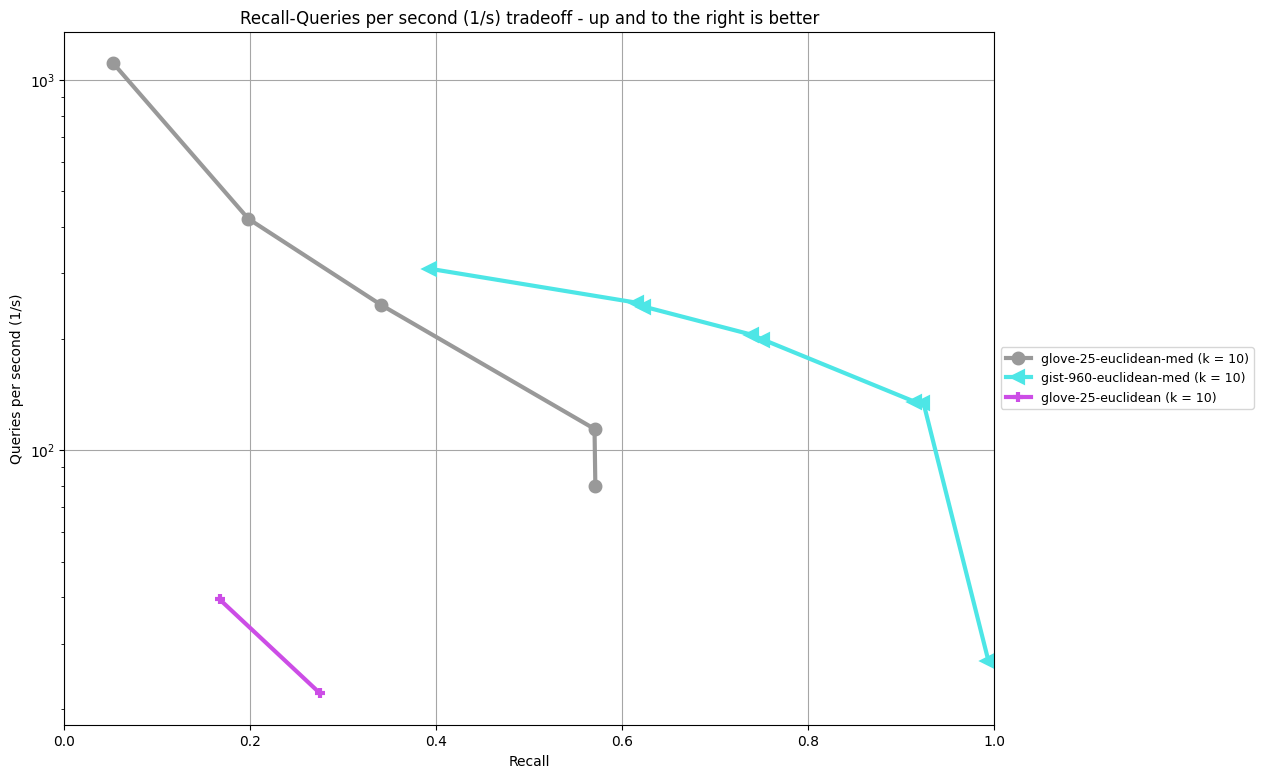 Recall-Queries per second (1/s) tradeoff - up and to the right is better
10³
10²
Queries per second (1/s)
0.0 0.2 0.4 0.6 0.8 1.0
Recall
glove-25-euclidean-med (k = 10)
gist-960-euclidean-med (k = 10)
glove-25-euclidean (k = 10)